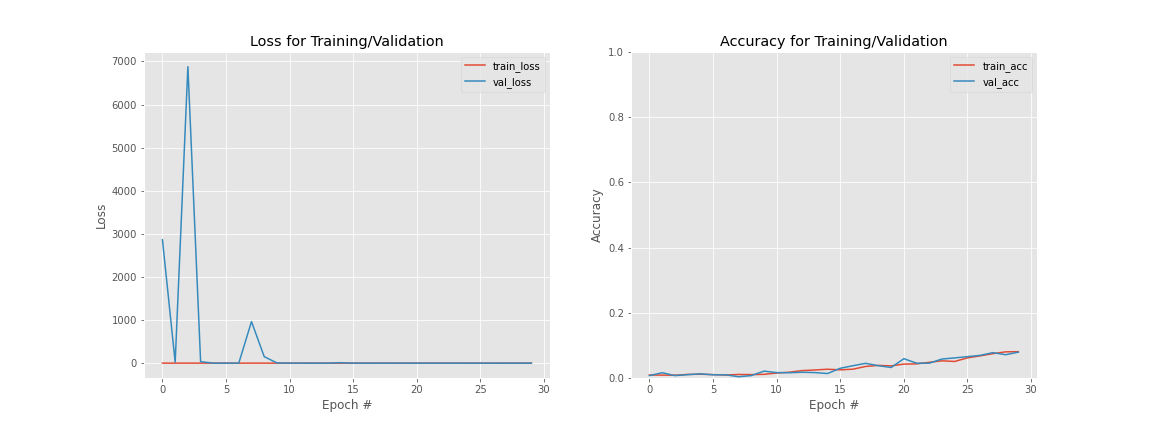 Loss for Training/Validation
train_loss
val_loss
7000
6000
5000
4000
3000
2000
1000
0
Loss
0 5 10 15 20 25 30
Epoch #
Accuracy for Training/Validation
train_acc
val_acc
1.0
0.8
0.6
0.4
0.2
0.0
Accuracy
0 5 10 15 20 25 30
Epoch #